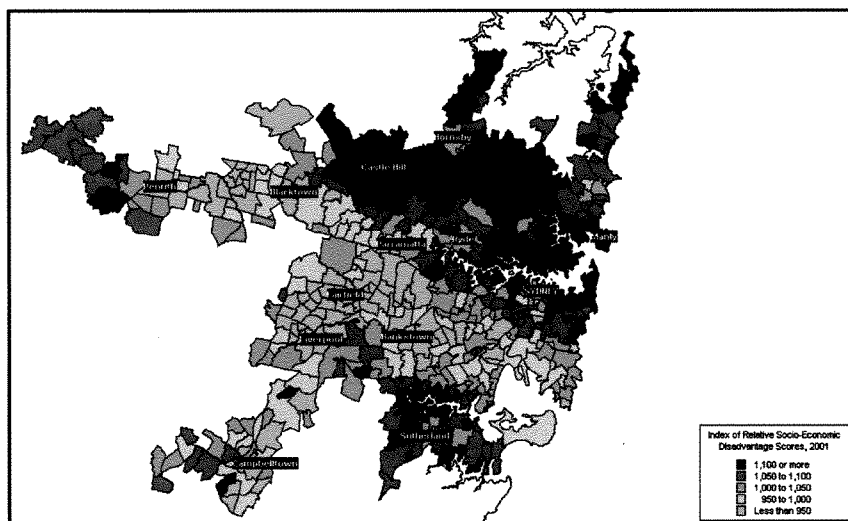 Hornsby
Castle Hill
Penrith
Blacktown
Manly
Parramatta
Ryde
Sydney
Fairfield
Liverpool
Bankstown
Sutherland
Campbelltown
Index of Relative Socio-Economic
Disadvantage Scores, 2001
1,100 or more
1,050 to 1,100
1,000 to 1,050
950 to 1,000
Less than 950